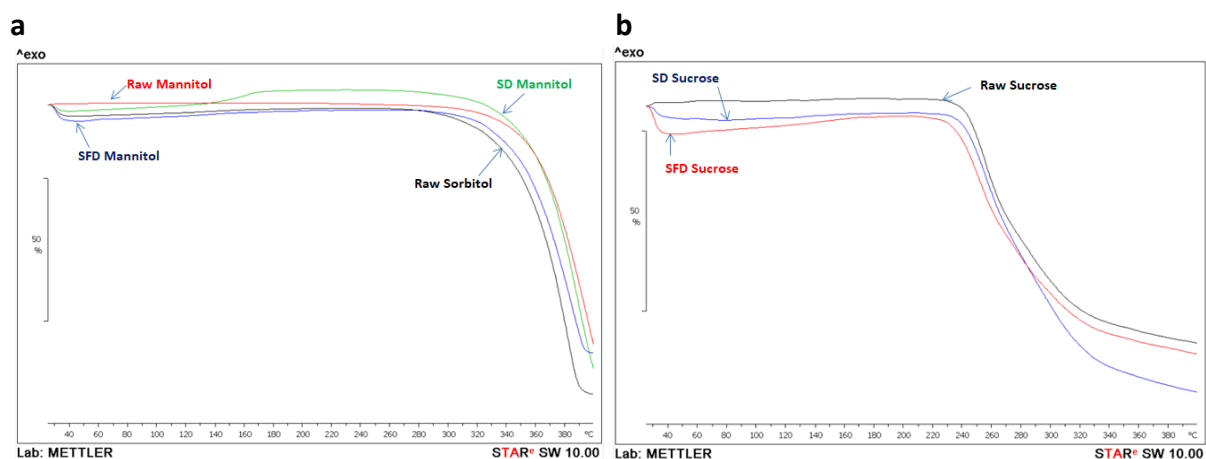 a
^exo
Raw Mannitol
SD Mannitol
SFD Mannitol
Raw Sorbitol
50
%
40 60 80 100 120 140 160 180 200 220 240 260 280 300 320 340 360 380 °C
Lab: METTLER
STARe SW 10.00
b
^exo
SD Sucrose
Raw Sucrose
SFD Sucrose
50
%
40 60 80 100 120 140 160 180 200 220 240 260 280 300 320 340 360 380 °C
Lab: METTLER
STARe SW 10.00